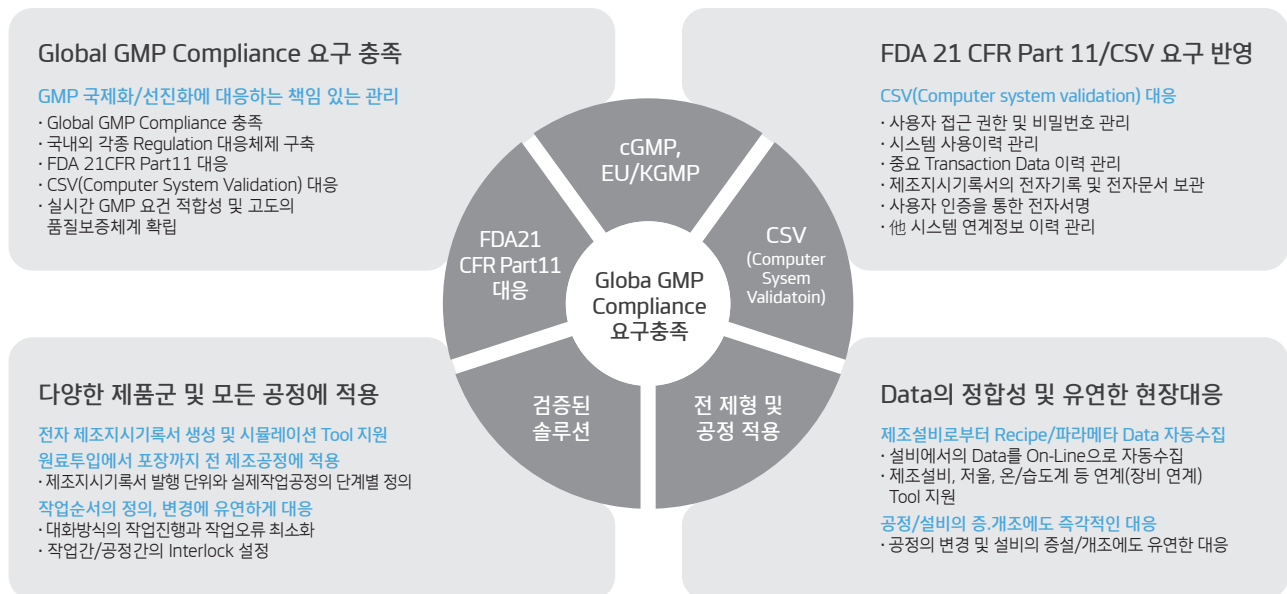 Global GMP Compliance 요구 충족
GMP 국제화/선진화에 대응하는 책임 있는 관리
· Global GMP Compliance 충족
· 국내외 각종 Regulation 대응체제 구축
· FDA 21CFR Part11 대응
· CSV(Computer System Validation) 대응
· 실시간 GMP 요건 적합성 및 고도의
품질보증체계 확립
FDA 21 CFR Part 11/CSV 요구 반영
CSV(Computer system validation) 대응
· 사용자 접근 권한 및 비밀번호 관리
· 시스템 사용이력 관리
· 중요 Transaction Data 이력 관리
· 제조지시기록서의 전자기록 및 전자문서 보관
· 사용자 인증을 통한 전자서명
· 他 시스템 연계정보 이력 관리
cGMP,
EU/KGMP
FDA21
CFR Part11
대응
CSV
(Computer
Sysem
Validatoin)
Globa GMP
Compliance
요구충족
검증된
솔루션
전 제형 및
공정 적용
다양한 제품군 및 모든 공정에 적용
전자 제조지시기록서 생성 및 시뮬레이션 Tool 지원
원료투입에서 포장까지 전 제조공정에 적용
· 제조지시기록서 발행 단위와 실제작업공정의 단계별 정의
작업순서의 정의, 변경에 유연하게 대응
· 대화방식의 작업진행과 작업오류 최소화
· 작업간/공정간의 Interlock 설정
Data의 정합성 및 유연한 현장대응
제조설비로부터 Recipe/파라메타 Data 자동수집
· 설비에서의 Data를 On-Line으로 자동수집
· 제조설비, 저울, 온/습도계 등 연계(장비 연계)
Tool 지원
공정/설비의 증.개조에도 즉각적인 대응
· 공정의 변경 및 설비의 증설/개조에도 유연한 대응